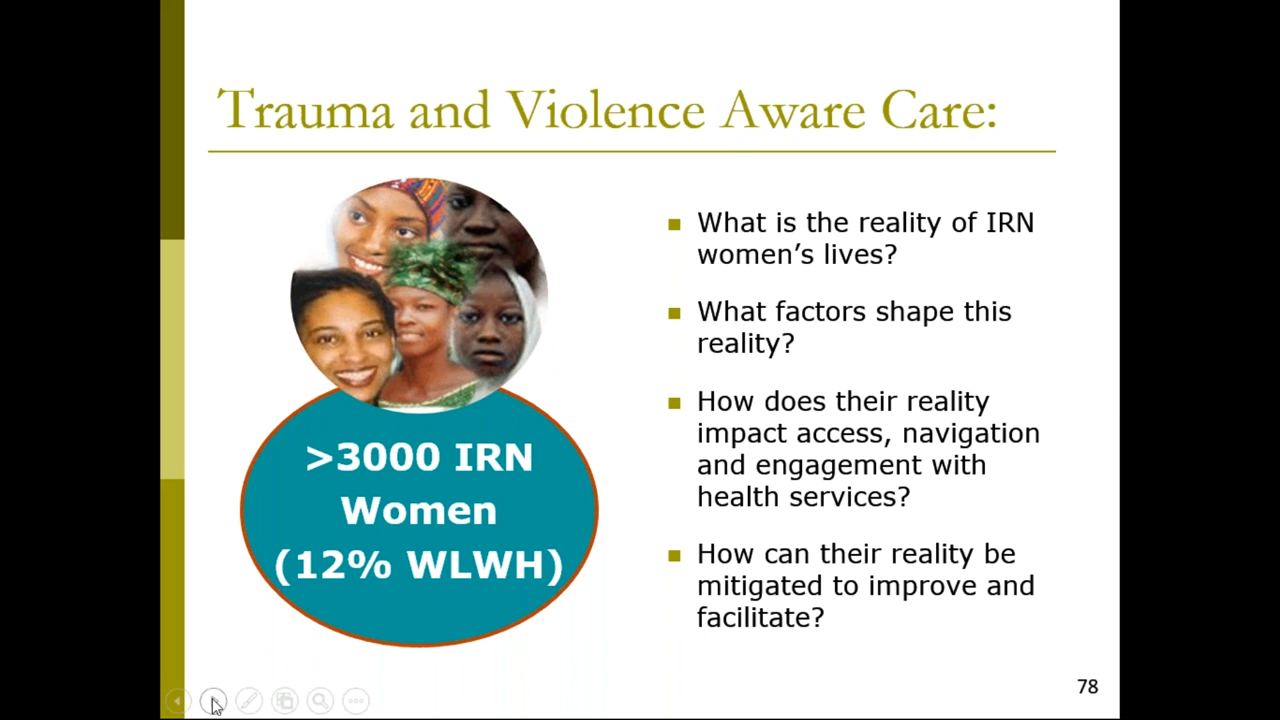 Trauma and Violence Aware Care:
>3000 IRN
Women
(12% WLWH)
What is the reality of IRN
women’s lives?
What factors shape this
reality?
How does their reality
impact access, navigation
and engagement with
health services?
How can their reality be
mitigated to improve and
facilitate?
78